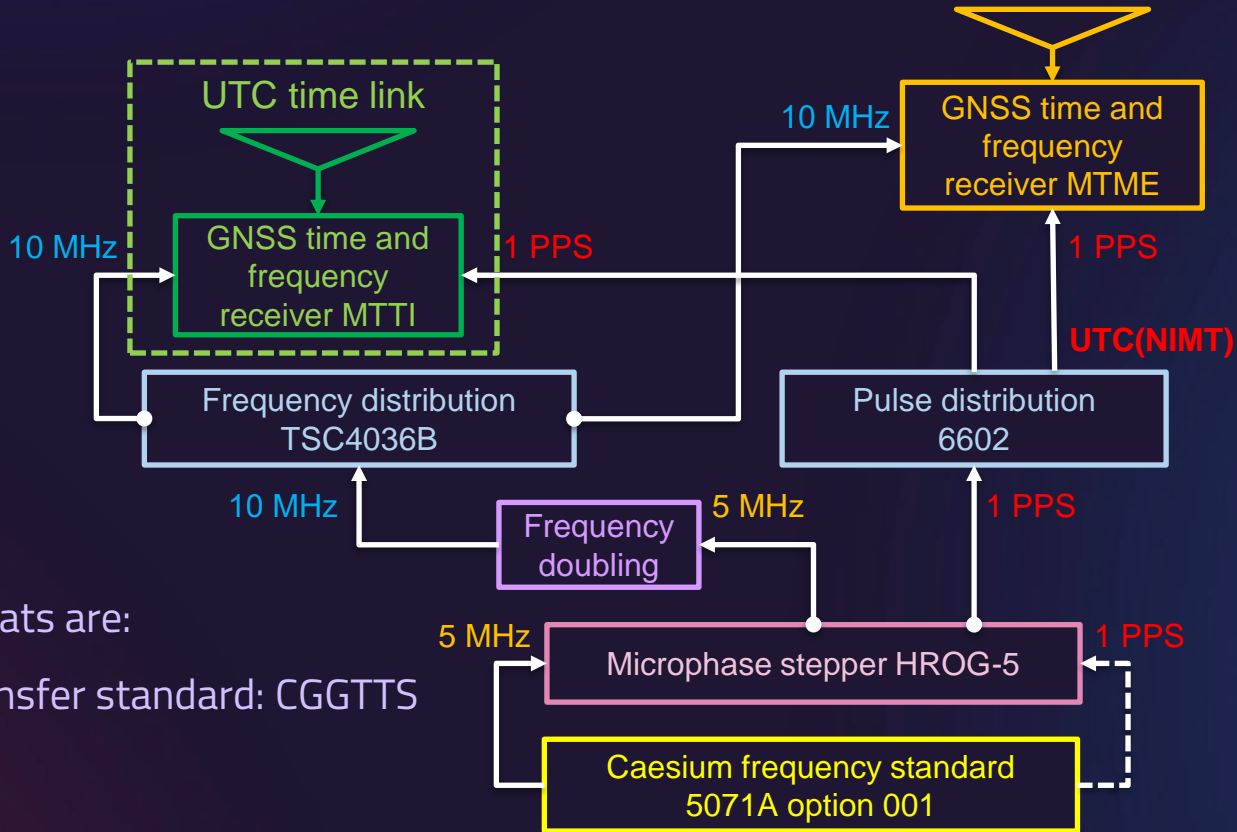 UTC time link
GNSS time and
frequency
receiver MTTI
10 MHz
1 PPS
10 MHz
GNSS time and
frequency
receiver MTME
1 PPS
UTC(NIMT)
Frequency distribution
TSC4036B
Pulse distribution
6602
10 MHz
Frequency
doubling
5 MHz
1 PPS
ats are:
nsfer standard: CGGTTS
5 MHz
Microphase stepper HROG-5
1 PPS
Caesium frequency standard
5071A option 001